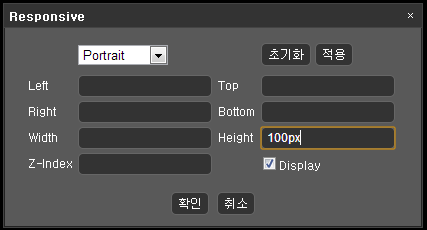 Responsive ×
Portrait 초기화 적용
Left Top
Right Bottom
Width Height 100px
Z-Index Display
확인 취소